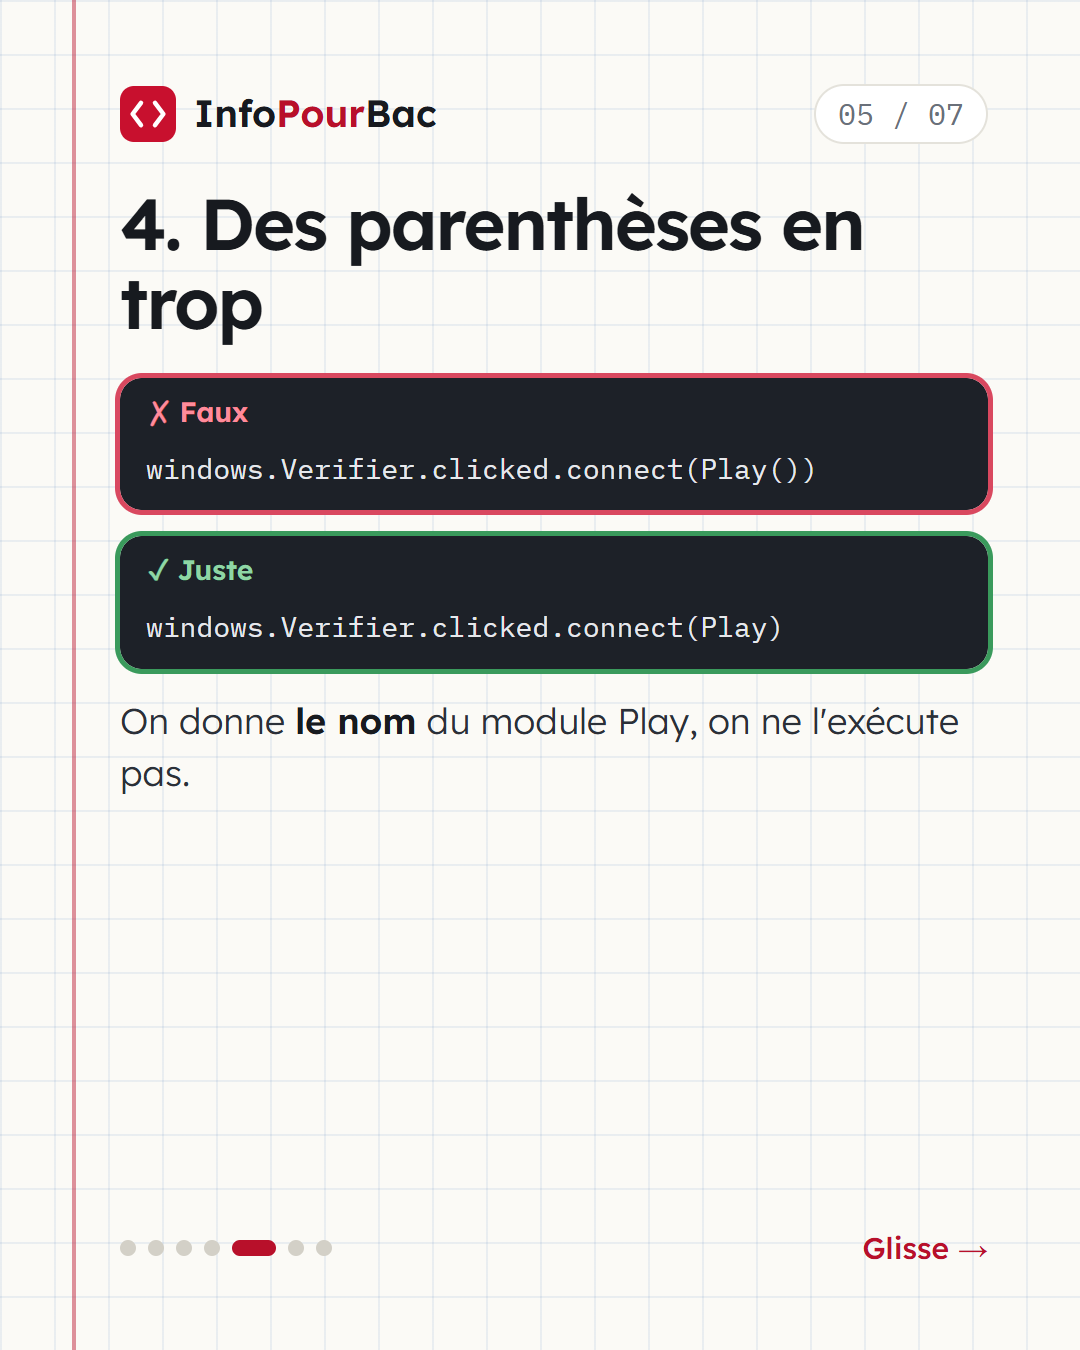 InfoPourBac
05 / 07
4. Des parenthèses en
trop
✗ Faux
windows.Verifier.clicked.connect(Play())
✓ Juste
windows.Verifier.clicked.connect(Play)
On donne le nom du module Play, on ne l'exécute
pas.
Glisse →